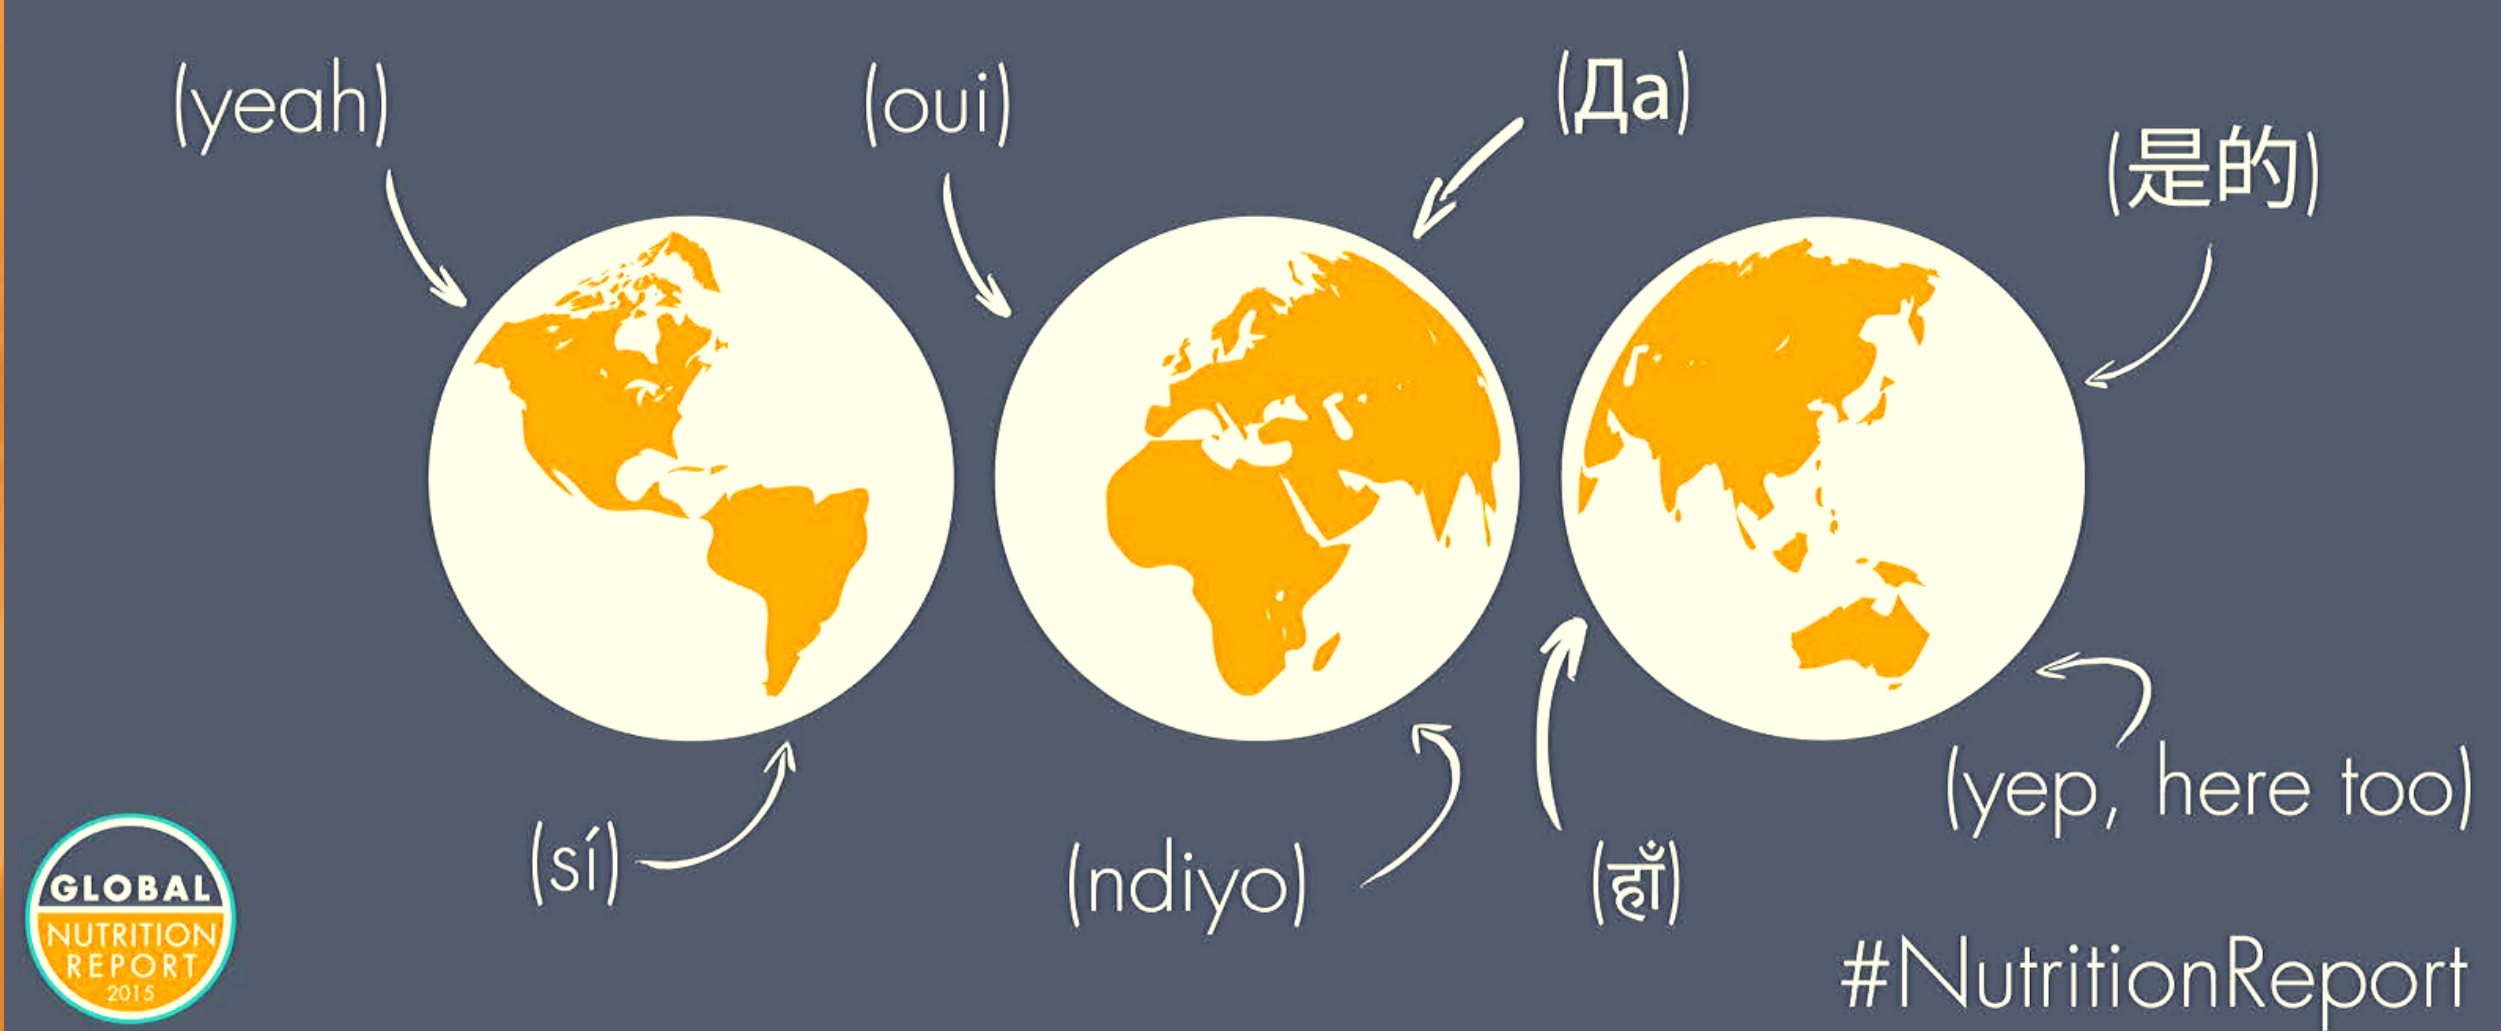 (yeah)
(oui)
(Да)
(是的)
(sí)
(ndiyo)
(हाँ)
(yep, here too)
GLOBAL
NUTRITION
REPORT
2015
#NutritionReport